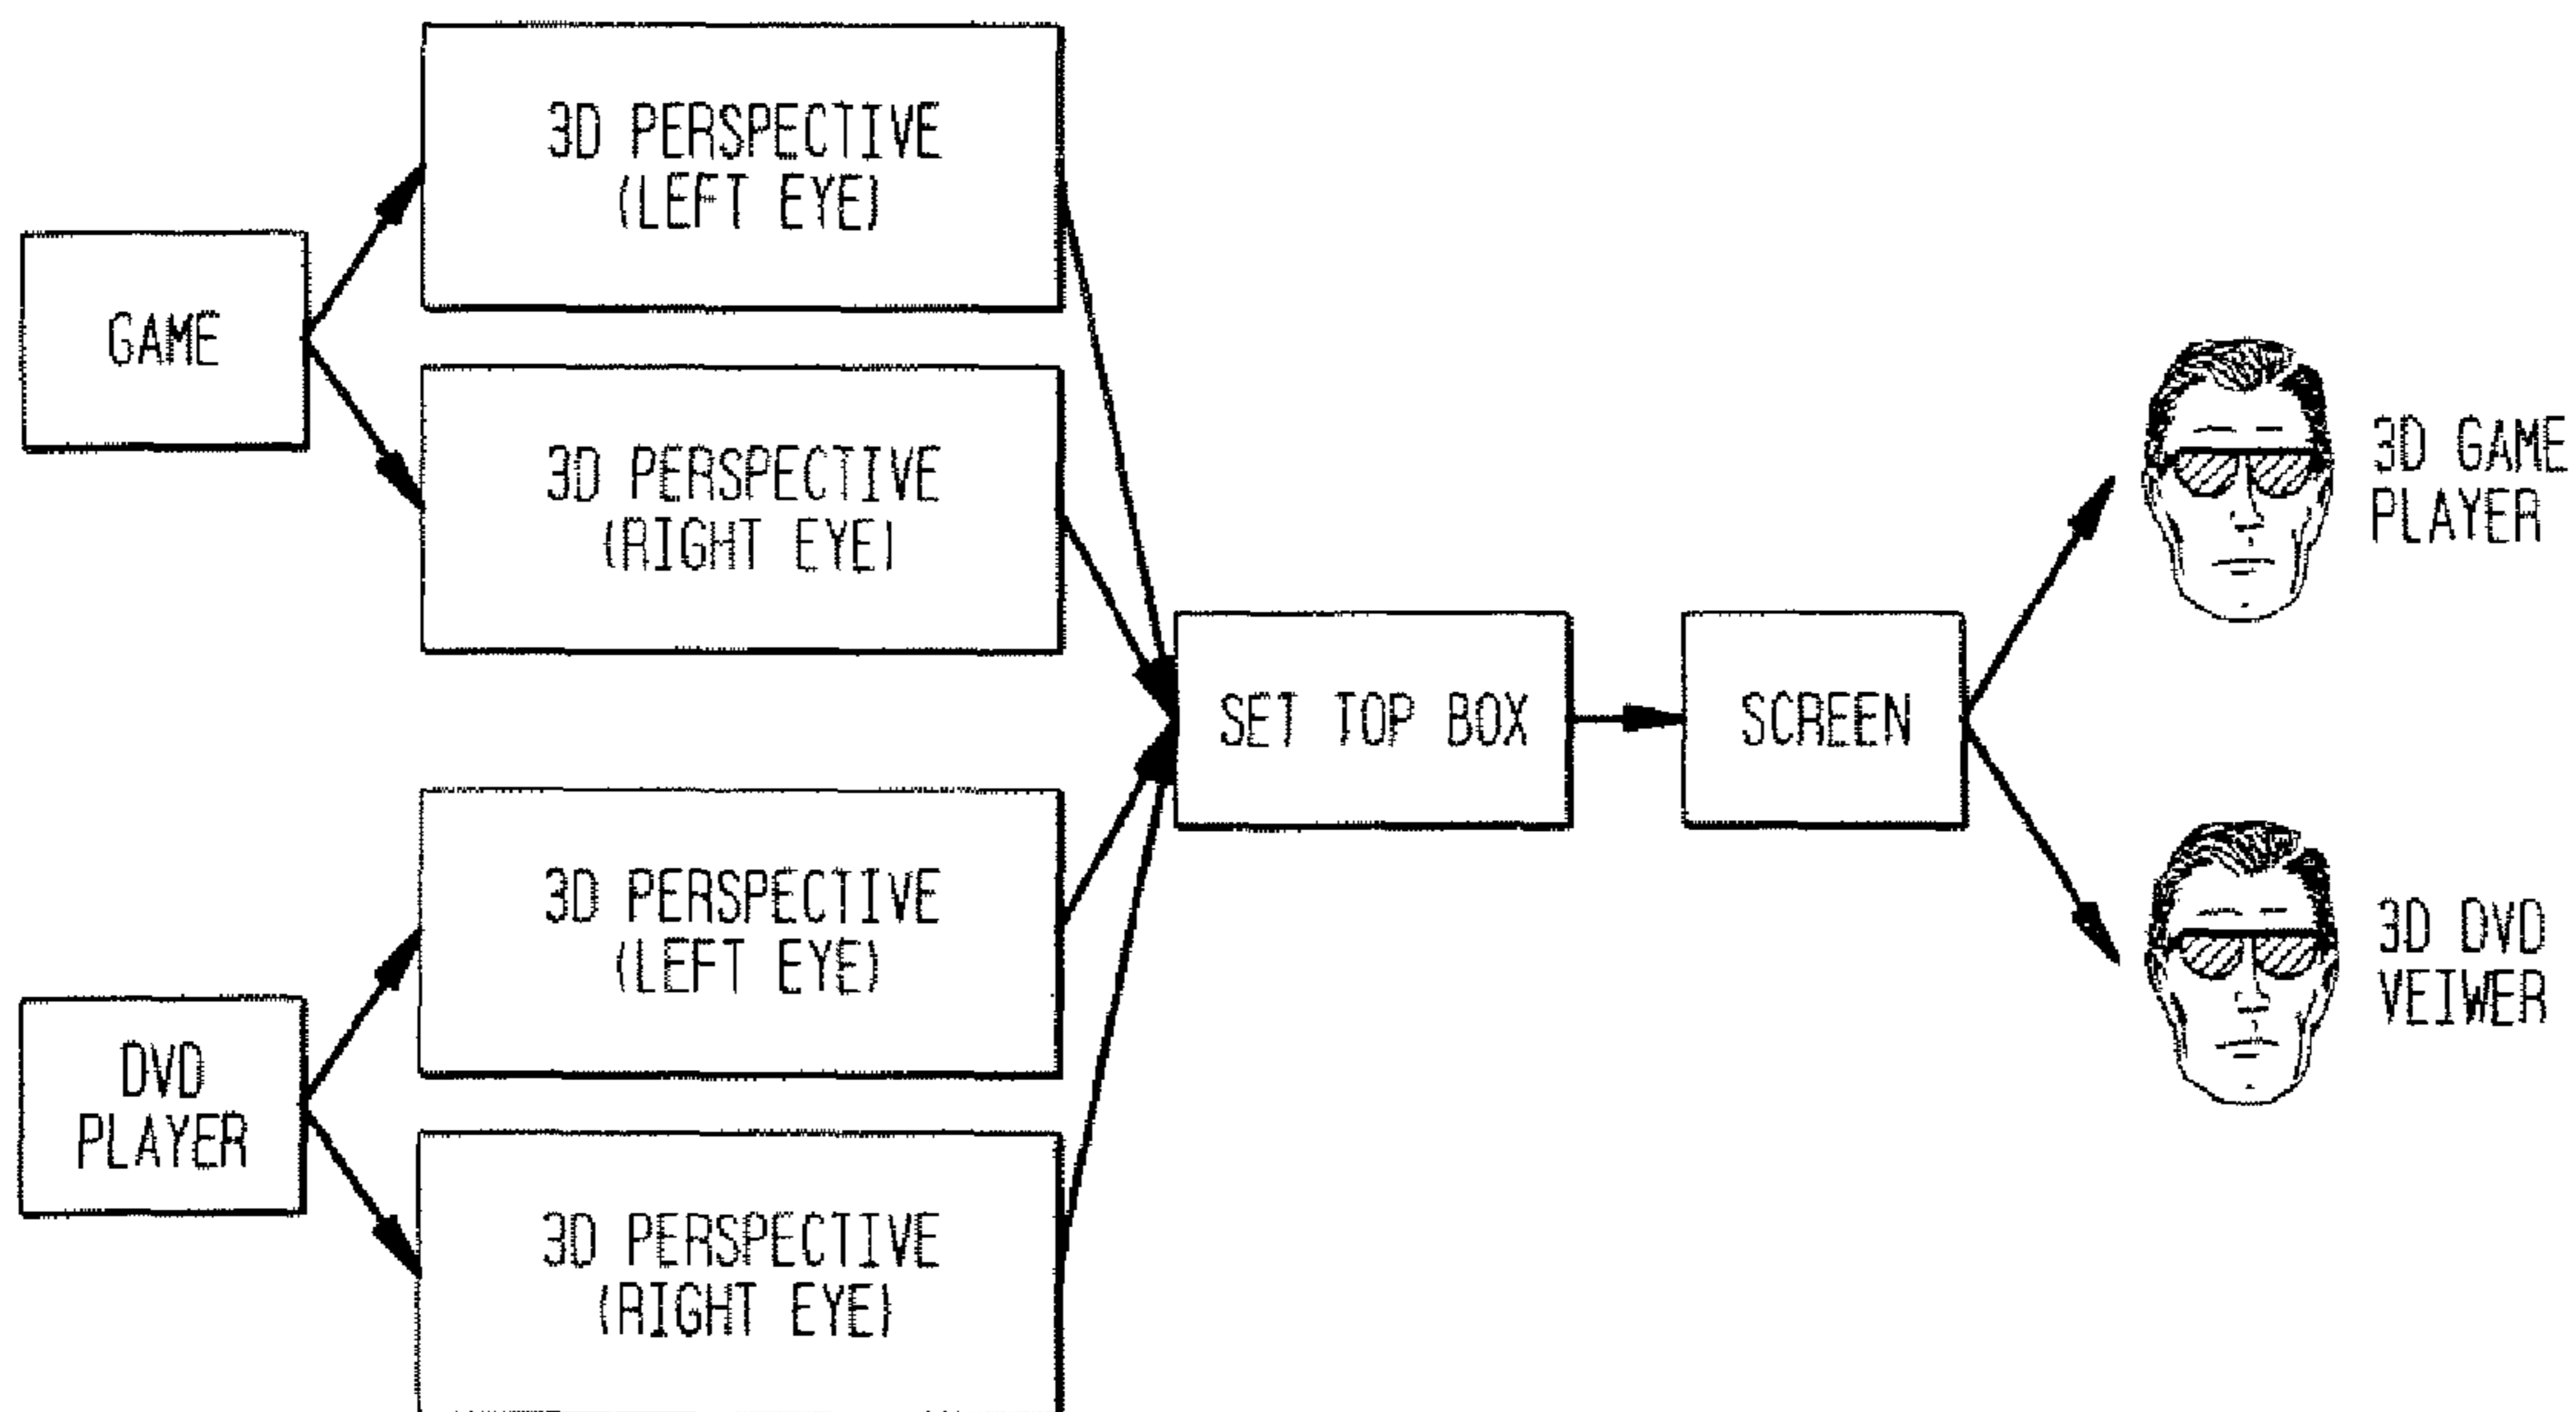 3D PERSPECTIVE
(LEFT EYE)
GAME
3D PERSPECTIVE
(RIGHT EYE)
3D GAME
PLAYER
SET TOP BOX
SCREEN
3D PERSPECTIVE
(LEFT EYE)
3D DVD
VEIWER
DVD
PLAYER
3D PERSPECTIVE
(RIGHT EYE)